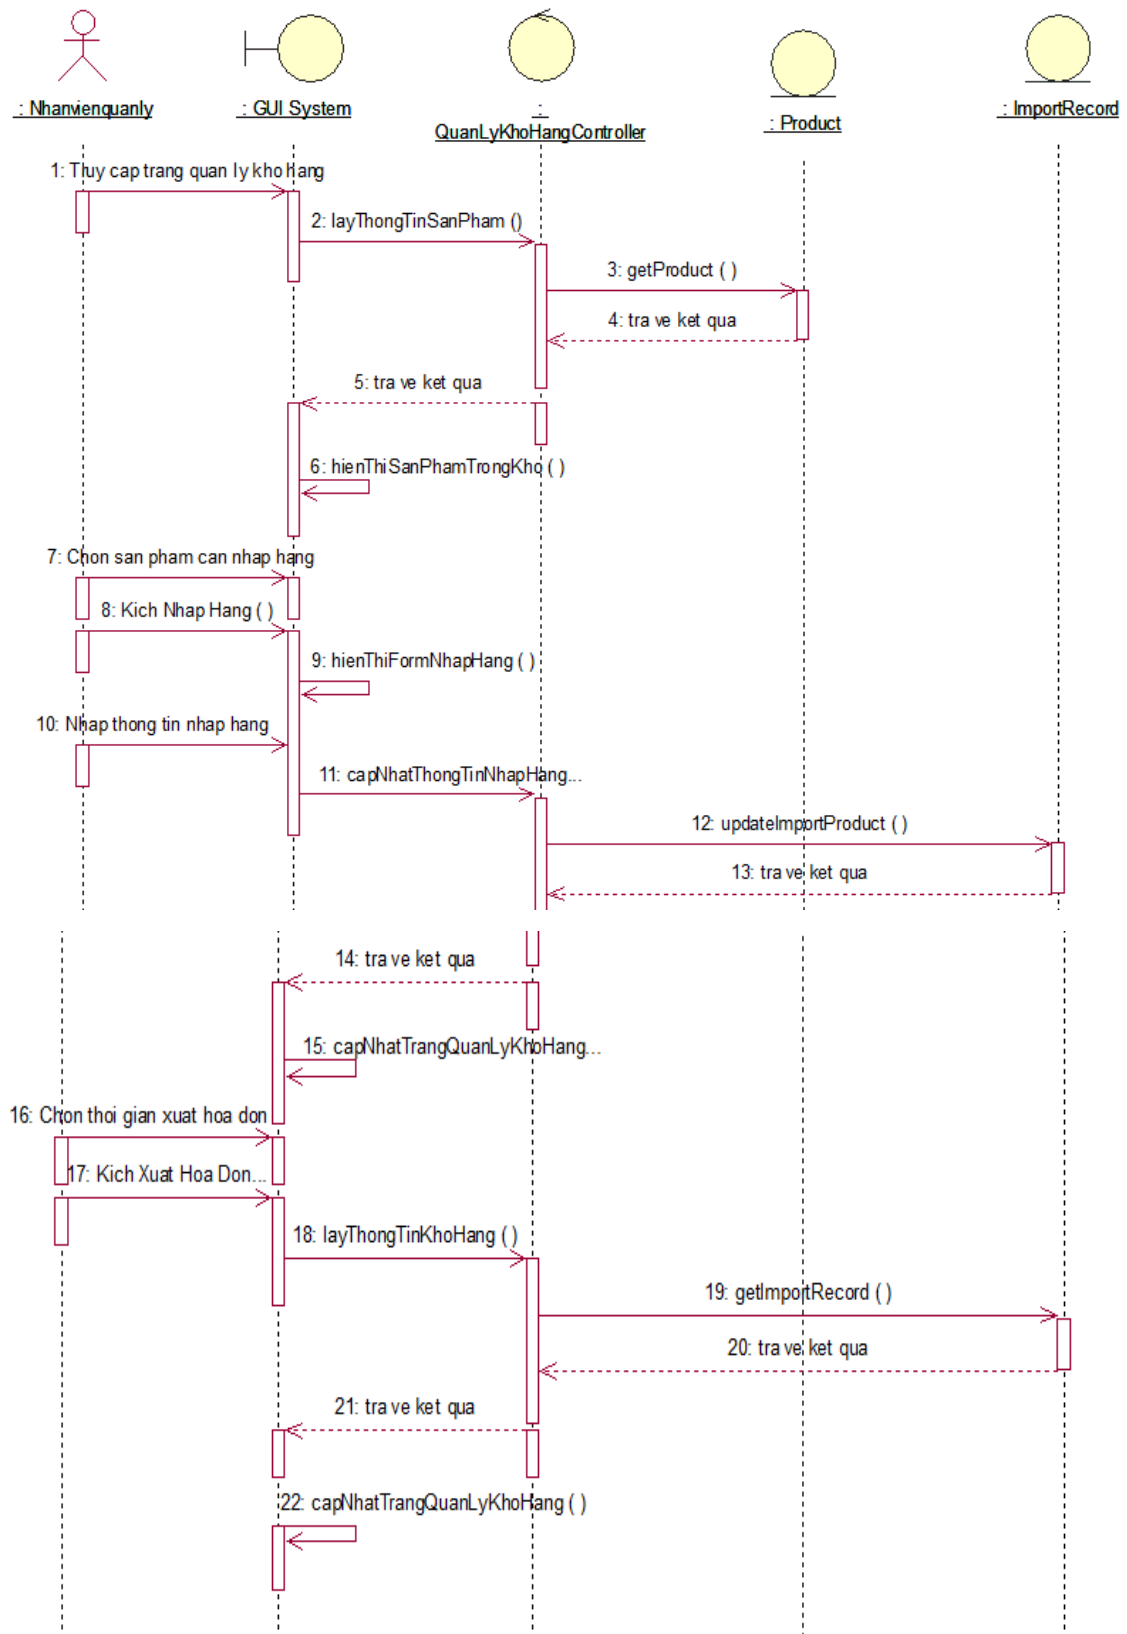 : Nhanvienquanly
: GUI System
:
QuanLyKhoHangController
: Product
: ImportRecord
1: Truy cap trang quan ly kho hang
2: layThongTinSanPham ()
3: getProduct ( )
4: tra ve ket qua
5: tra ve ket qua
6: hienThiSanPhamTrongKho ( )
7: Chon san pham can nhap hang
8: Kich Nhap Hang ( )
9: hienThiFormNhapHang ( )
10: Nhap thong tin nhap hang
11: capNhatThongTinNhapHang...
12: updateImportProduct ( )
13: tra ve ket qua
14: tra ve ket qua
15: capNhatTrangQuanLyKhoHang...
16: Chon thoi gian xuat hoa don
17: Kich Xuat Hoa Don...
18: layThongTinKhoHang ( )
19: getImportRecord ( )
20: tra ve ket qua
21: tra ve ket qua
22: capNhatTrangQuanLyKhoHang ( )